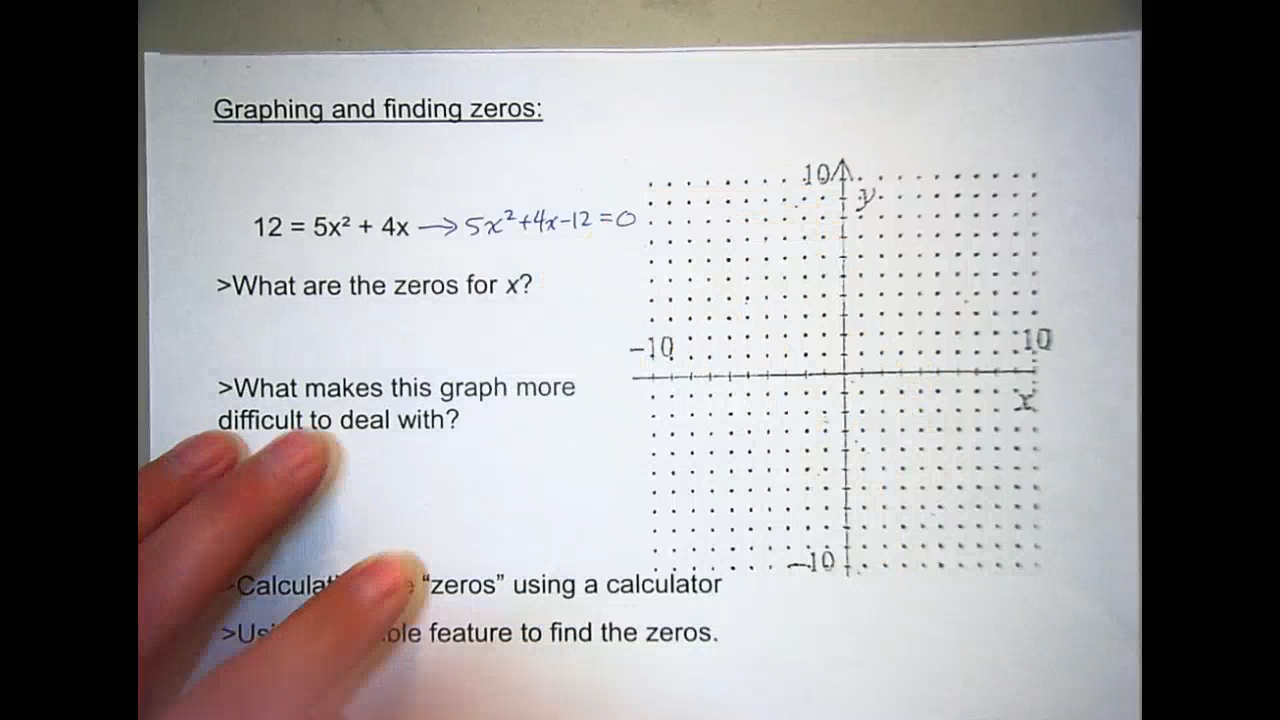 Graphing and finding zeros:
12 = 5x² + 4x → 5x²+4x-12=0
>What are the zeros for x?
>What makes this graph more
difficult to deal with?
"zeros" using a calculator
feature to find the zeros.
10
y
-10
10
x
-10